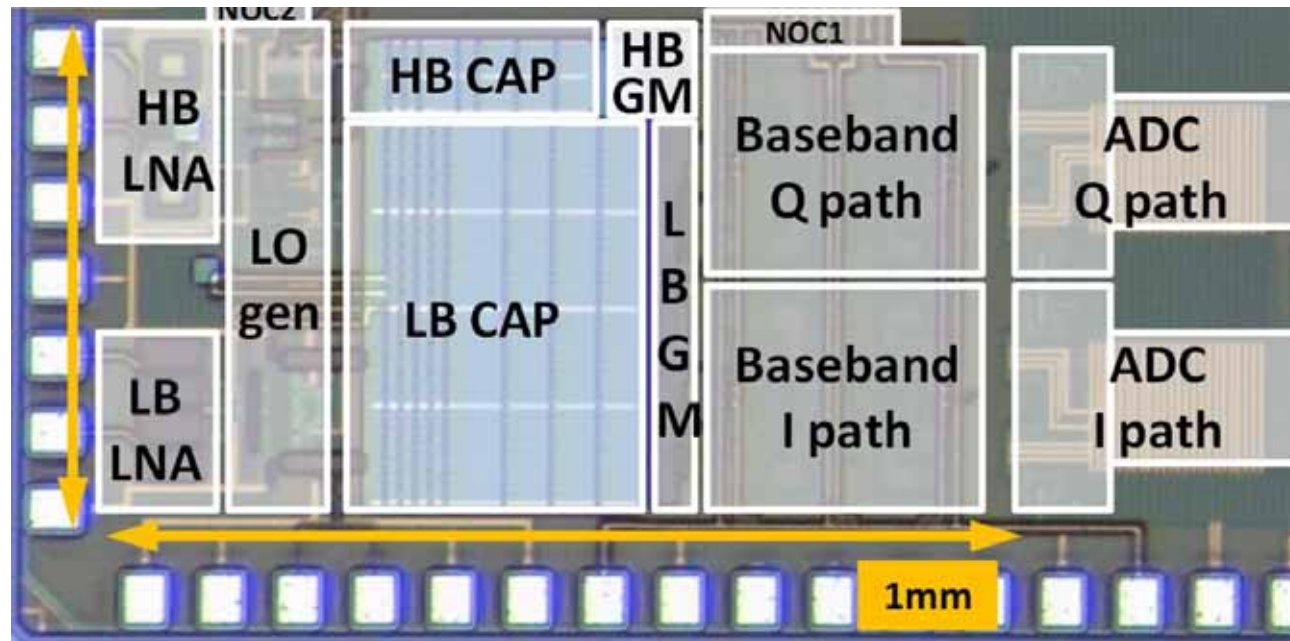 NOC2
HB
LNA
LO
gen
LB
LNA
HB CAP
LB CAP
HB
GM
L
B
G
M
NOC1
Baseband
Q path
Baseband
I path
ADC
Q path
ADC
I path
1mm